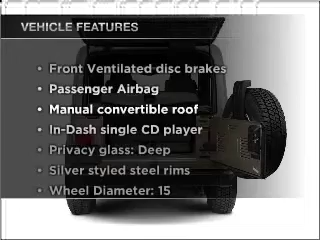 VEHICLE FEATURES
• Front Ventilated disc brakes
• Passenger Airbag
• Manual convertible roof
• In-Dash single CD player
• Privacy glass: Deep
• Silver styled steel rims
• Wheel Diameter: 15